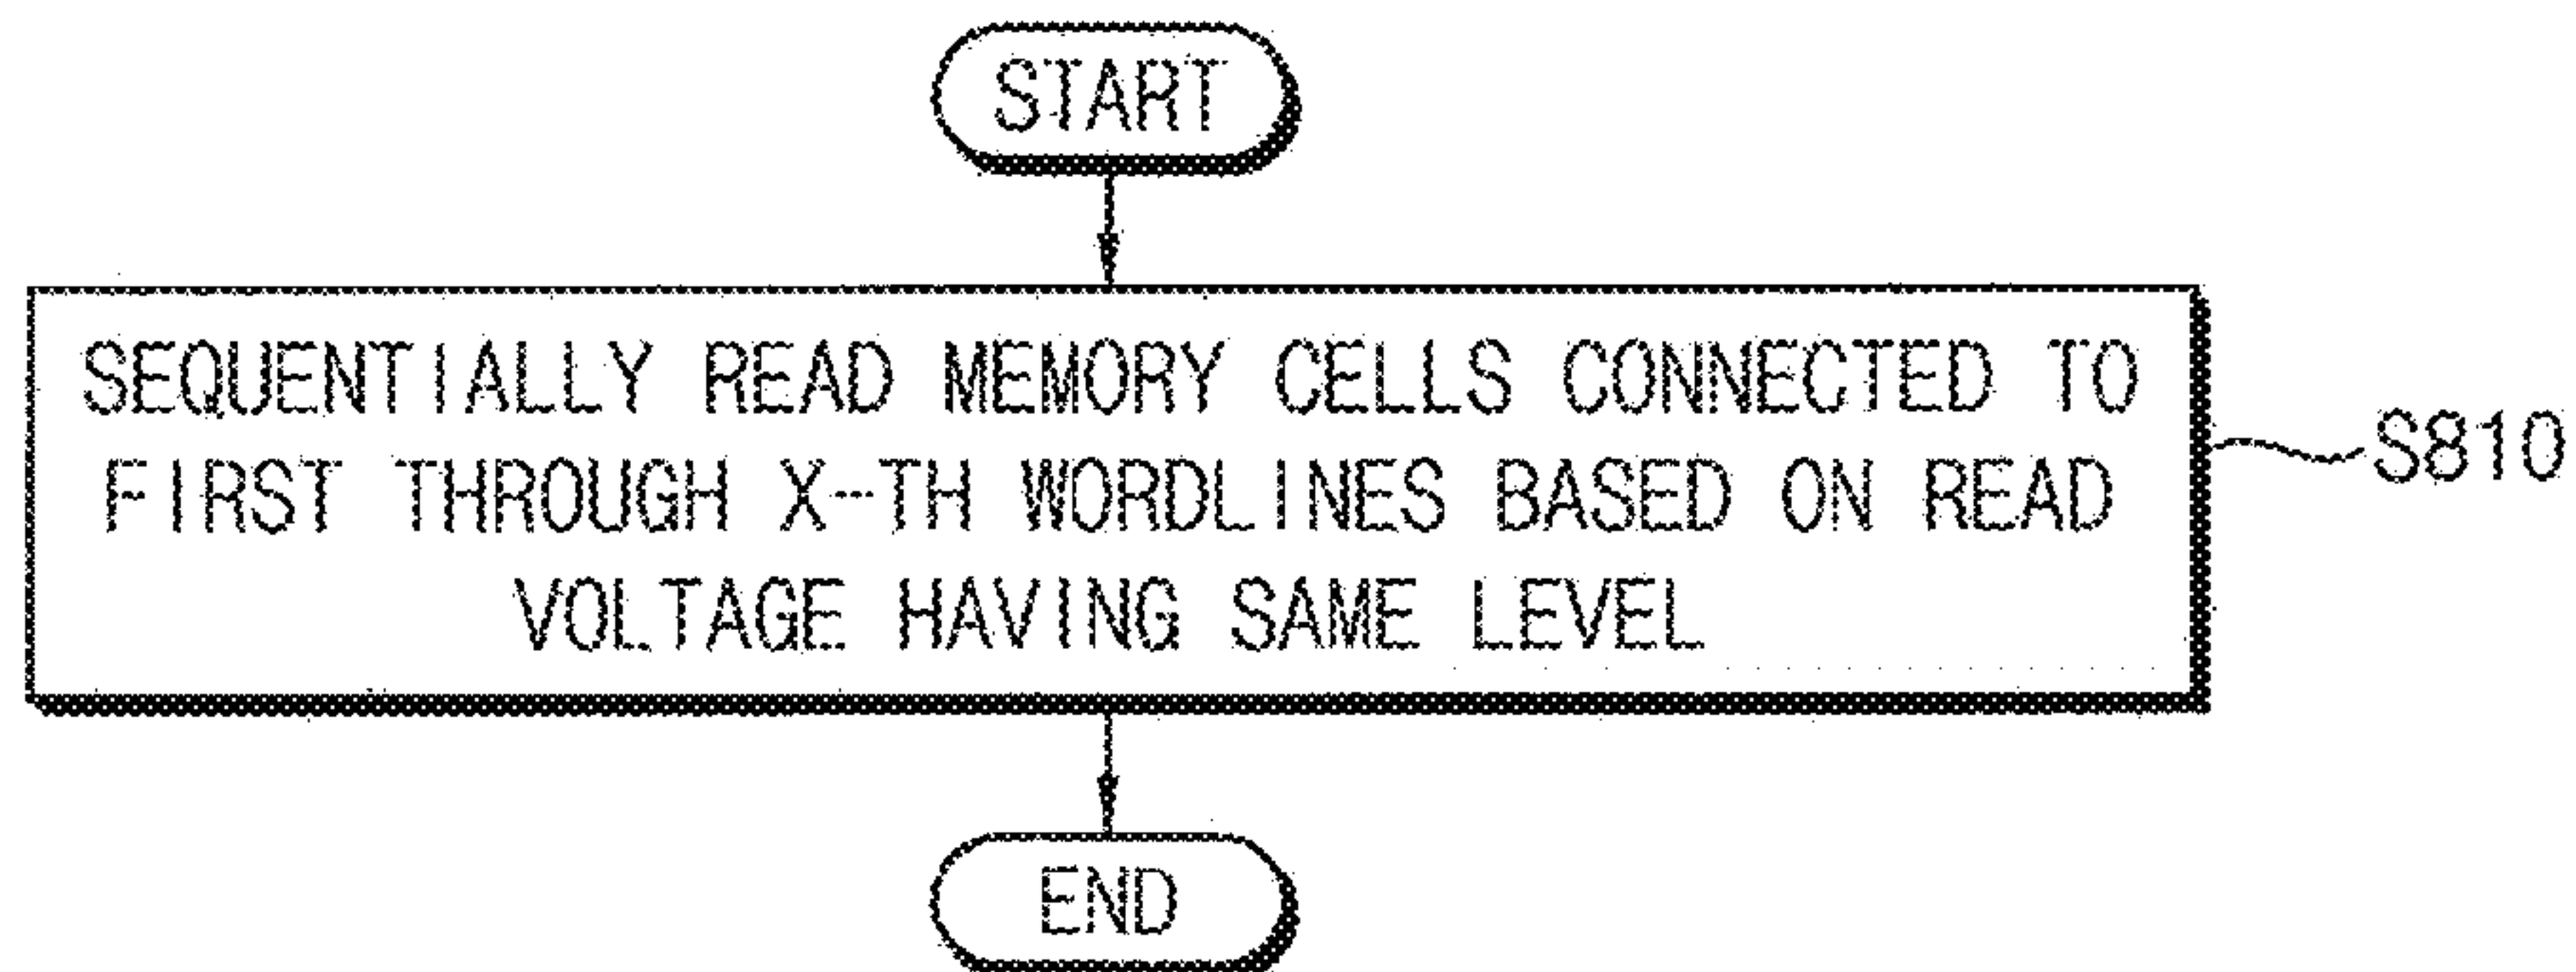 START
SEQUENTIALLY READ MEMORY CELLS CONNECTED TO
FIRST THROUGH X-TH WORDLINES BASED ON READ
VOLTAGE HAVING SAME LEVEL
S810
END